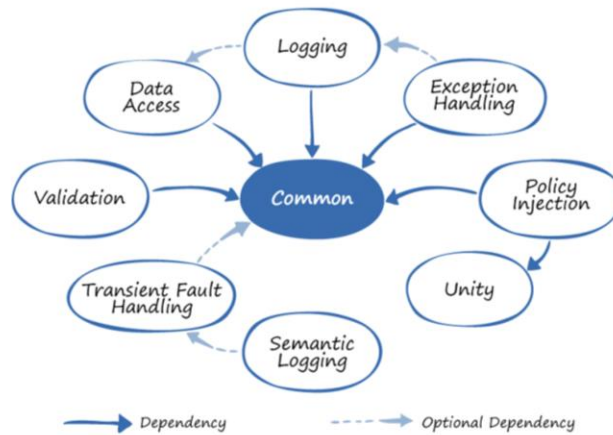 Logging
Data
Access
Exception
Handling
Validation
Common
Policy
Injection
Transient Fault
Handling
Unity
Semantic
Logging
Dependency
Optional Dependency